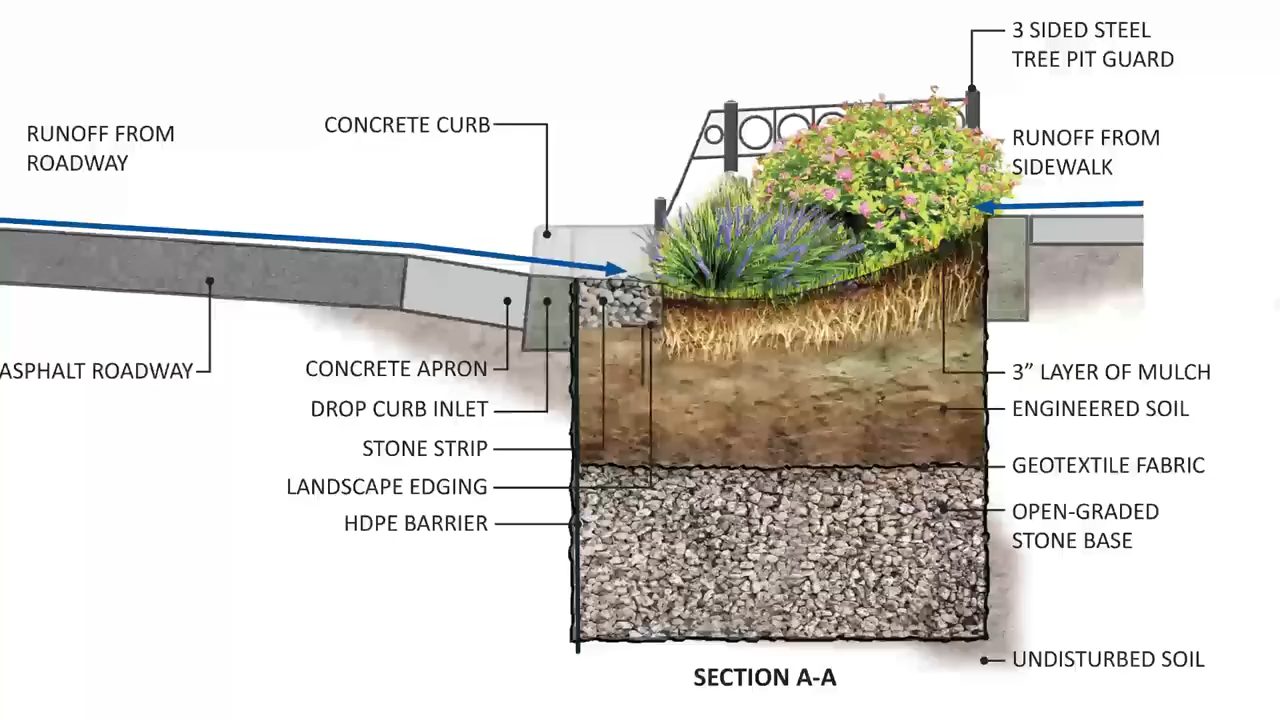 3 SIDED STEEL
TREE PIT GUARD
CONCRETE CURB
RUNOFF FROM
ROADWAY
RUNOFF FROM
SIDEWALK
ASPHALT ROADWAY
CONCRETE APRON
DROP CURB INLET
STONE STRIP
LANDSCAPE EDGING
HDPE BARRIER
3” LAYER OF MULCH
ENGINEERED SOIL
GEOTEXTILE FABRIC
OPEN-GRADED
STONE BASE
UNDISTURBED SOIL
SECTION A-A